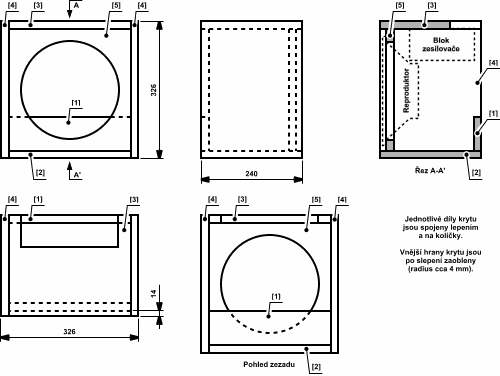 [4] [3] A [5] [4]
[1]
326
[2] A'
240
[5] [3]
Blok
zesilovače
[4]
Reproduktor
[1]
Řez A-A' [2]
[4] [1] [3]
14
326
[4] [3] [5] [4]
[1]
[2]
Pohled zezadu
Jednotlivé díly krytu
jsou spojeny lepením
a na kolíčky.
Vnější hrany krytu jsou
po slepení zaobleny
(radius cca 4 mm).